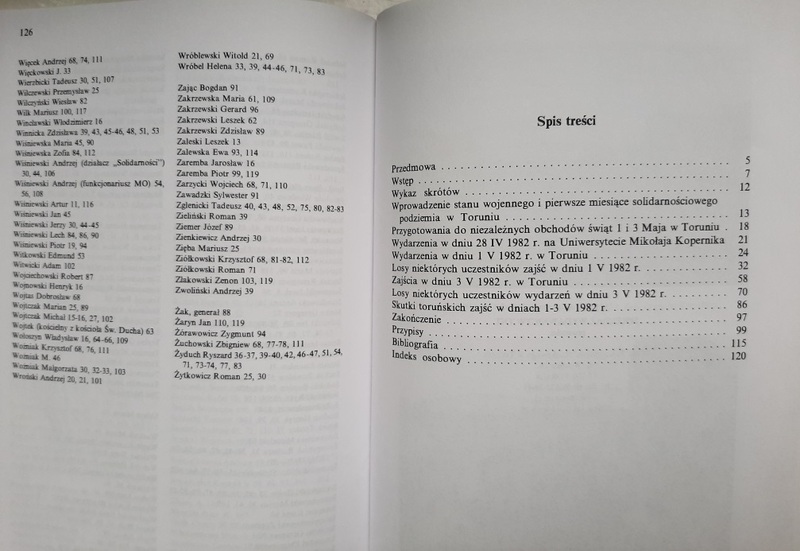 126
Więcek Andrzej 68, 74, 111
Więckowski J. 33
Wierzbicki Tadeusz 30, 51, 107
Wilczewski Przemysław 25
Wilczyński Wiesław 82
Wilk Mariusz 100, 117
Winclawski Włodzimierz 16
Winnicka Zdzisława 39, 43, 45-46, 48, 51, 53
Wiśniewska Maria 45, 90
Wiśniewska Zofia 84, 112
Wiśniewski Andrzej (działacz „Solidarności")
30, 44, 106
Wiśniewski Andrzej (funkcjonariusz MO) 54,
56, 108
Wiśniewski Artur 11, 116
Wiśniewski Jan 45
Wiśniewski Jerzy 30, 44-45
Wiśniewski Lech 84, 86, 90
Wiśniewski Piotr 19, 94
Witkowski Edmund 53
Witwicki Adam 102
Wojciechowski Robert 87
Wojnowski Henryk 16
Wojtas Dobrosław 68
Wojtczak Marian 25, 89
Wojtczak Michał 15-16, 27, 102
Wojtek (kościelny z kościoła Św. Ducha) 63
Wołoszyn Władysław 16, 64-66, 109
Woźniak Krzysztof 68, 76, 111
Woźniak M. 46
Woźniak Małgorzata 30, 32-33, 103
Wroński Andrzej 20, 21, 101
Wróblewski Witold 21, 69
Wróbel Helena 33, 39, 44-46, 71, 73, 83
Zając Bogdan 91
Zakrzewska Maria 61, 109
Zakrzewski Gerard 96
Zakrzewski Leszek 62
Zakrzewski Zdzisław 89
Zaleski Leszek 13
Zalewska Ewa 93, 114
Zaremba Jarosław 16
Zaremba Piotr 99, 119
Zarzycki Wojciech 68, 71, 110
Zawadzki Sylwester 91
Zglenicki Tadeusz 40, 43, 48, 52, 75, 80, 82-83
Zieliński Roman 39
Ziemer Józef 89
Zienkiewicz Andrzej 30
Zięba Mariusz 25
Ziółkowski Krzysztof 68, 81-82, 112
Ziółkowski Roman 71
Złakowski Zenon 103, 119
Zwoliński Andrzej 39
Żak, generał 88
Żaryn Jan 110, 119
Żórawowicz Zygmunt 94
Żuchowski Zbigniew 68, 77-78, 111
Żyduch Ryszard 36-37, 39-40, 42, 46-47, 51, 54,
71, 73-74, 77, 83
Żytkowicz Roman 25, 30
Spis treści
Przedmowa . . . . . . . . . . 5
Wstęp . . . . . . . . . . 7
Wykaz skrótów . . . . . . . . . . 12
Wprowadzenie stanu wojennego i pierwsze miesiące solidarnościowego
podziemia w Toruniu . . . . . . . . . . 13
Przygotowania do niezależnych obchodów świąt 1 i 3 Maja w Toruniu . 18
Wydarzenia w dniu 28 IV 1982 r. na Uniwersytecie Mikołaja Kopernika 21
Wydarzenia w dniu 1 V 1982 r. w Toruniu . . . . . . . . . . 24
Losy niektórych uczestników zajść w dniu 1 V 1982 r. . . . . . . . . . . 32
Zajścia w dniu 3 V 1982 r. w Toruniu . . . . . . . . . . 58
Losy niektórych uczestników wydarzeń w dniu 3 V 1982 r. . . . . . . . . . . 70
Skutki toruńskich zajść w dniach 1-3 V 1982 r. . . . . . . . . . . 86
Zakończenie . . . . . . . . . . 97
Przypisy . . . . . . . . . . 99
Bibliografia . . . . . . . . . . 115
Indeks osobowy . . . . . . . . . . 120